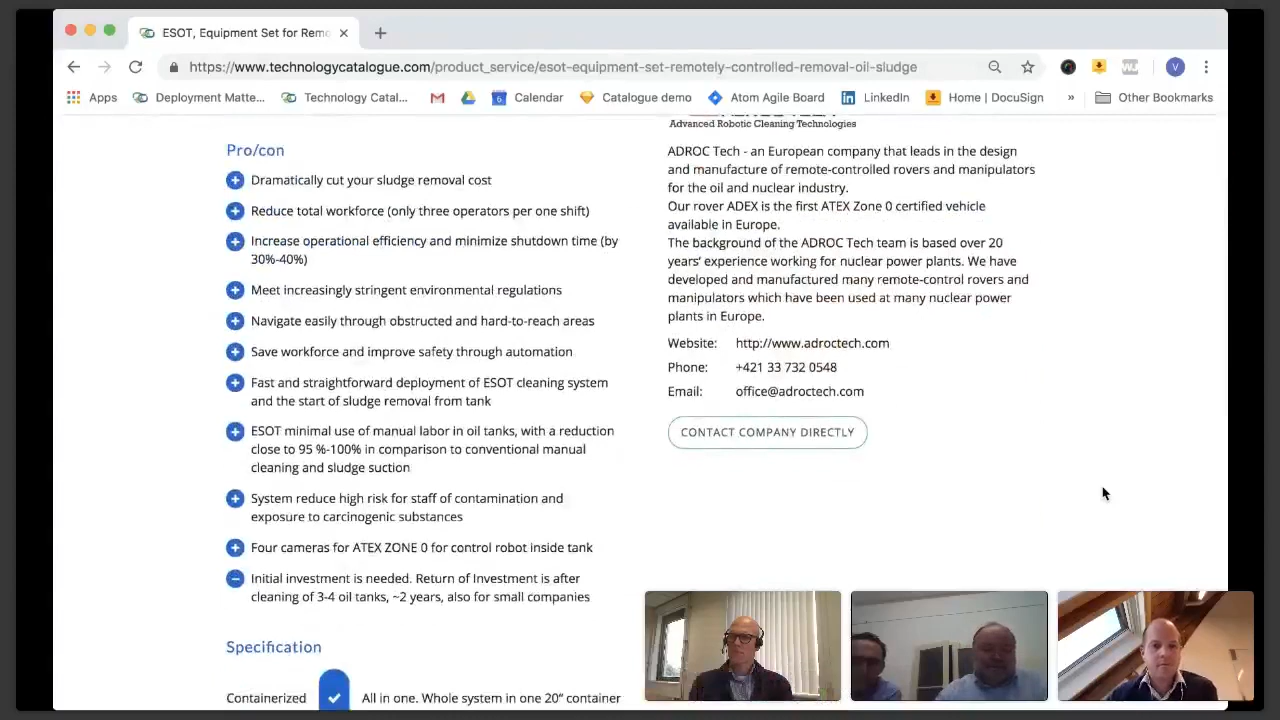 ESOT, Equipment Set for Remo
https://www.technologycatalogue.com/product_service/esot-equipment-set-remotely-controlled-removal-oil-sludge
V
Apps
Deployment Matte...
Technology Catal...
6
Calendar
Catalogue demo
Atom Agile Board
LinkedIn
Home | DocuSign
»
Other Bookmarks
Advanced Robotic Cleaning Technologies
Pro/con
Dramatically cut your sludge removal cost
Reduce total workforce (only three operators per one shift)
Increase operational efficiency and minimize shutdown time (by
30%-40%)
Meet increasingly stringent environmental regulations
Navigate easily through obstructed and hard-to-reach areas
Save workforce and improve safety through automation
Fast and straightforward deployment of ESOT cleaning system
and the start of sludge removal from tank
ESOT minimal use of manual labor in oil tanks, with a reduction
close to 95 %-100% in comparison to conventional manual
cleaning and sludge suction
System reduce high risk for staff of contamination and
exposure to carcinogenic substances
Four cameras for ATEX ZONE 0 for control robot inside tank
Initial investment is needed. Return of Investment is after
cleaning of 3-4 oil tanks, ~2 years, also for small companies
Specification
Containerized
All in one. Whole system in one 20“ container
ADROC Tech - an European company that leads in the design
and manufacture of remote-controlled rovers and manipulators
for the oil and nuclear industry.
Our rover ADEX is the first ATEX Zone 0 certified vehicle
available in Europe.
The background of the ADROC Tech team is based over 20
years' experience working for nuclear power plants. We have
developed and manufactured many remote-control rovers and
manipulators which have been used at many nuclear power
plants in Europe.
Website: http://www.adroctech.com
Phone: +421 33 732 0548
Email: office@adroctech.com
CONTACT COMPANY DIRECTLY